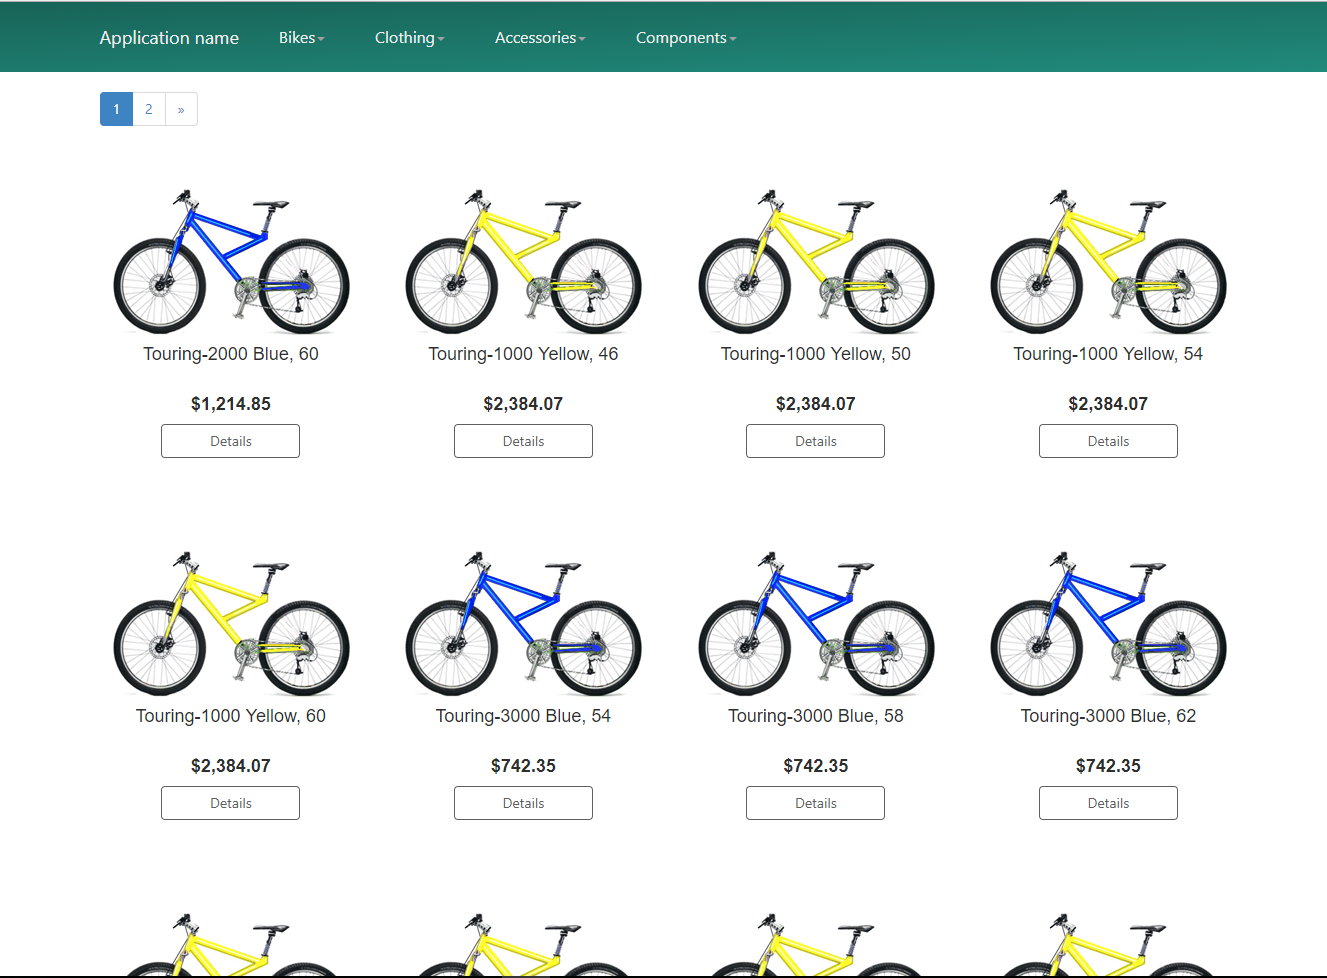 Application name Bikes Clothing Accessories Components
1 2 »
Touring-2000 Blue, 60 Touring-1000 Yellow, 46 Touring-1000 Yellow, 50 Touring-1000 Yellow, 54
$1,214.85 $2,384.07 $2,384.07 $2,384.07
Details Details Details Details
Touring-1000 Yellow, 60 Touring-3000 Blue, 54 Touring-3000 Blue, 58 Touring-3000 Blue, 62
$2,384.07 $742.35 $742.35 $742.35
Details Details Details Details